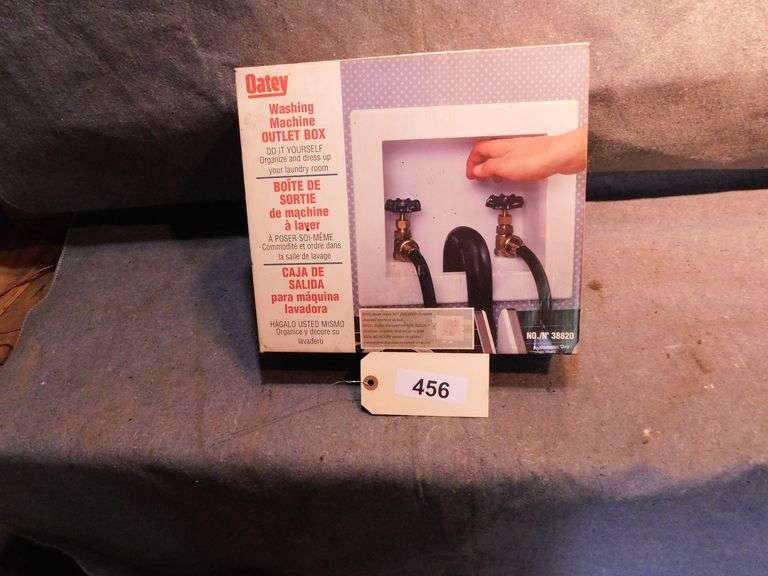 Oatey
Washing
Machine
OUTLET BOX
DO IT YOURSELF
Organize and dress up
your laundry room
BOÎTE DE
SORTIE
de machine
à laver
À POSER SOI-MÊME
Commodité et ordre dans
la salle de lavage
CAJA DE
SALIDA
para máquina
lavadora
HÁGALO USTED MISMO
Organice y decore su
lavadero
NO./Nº 38820
456